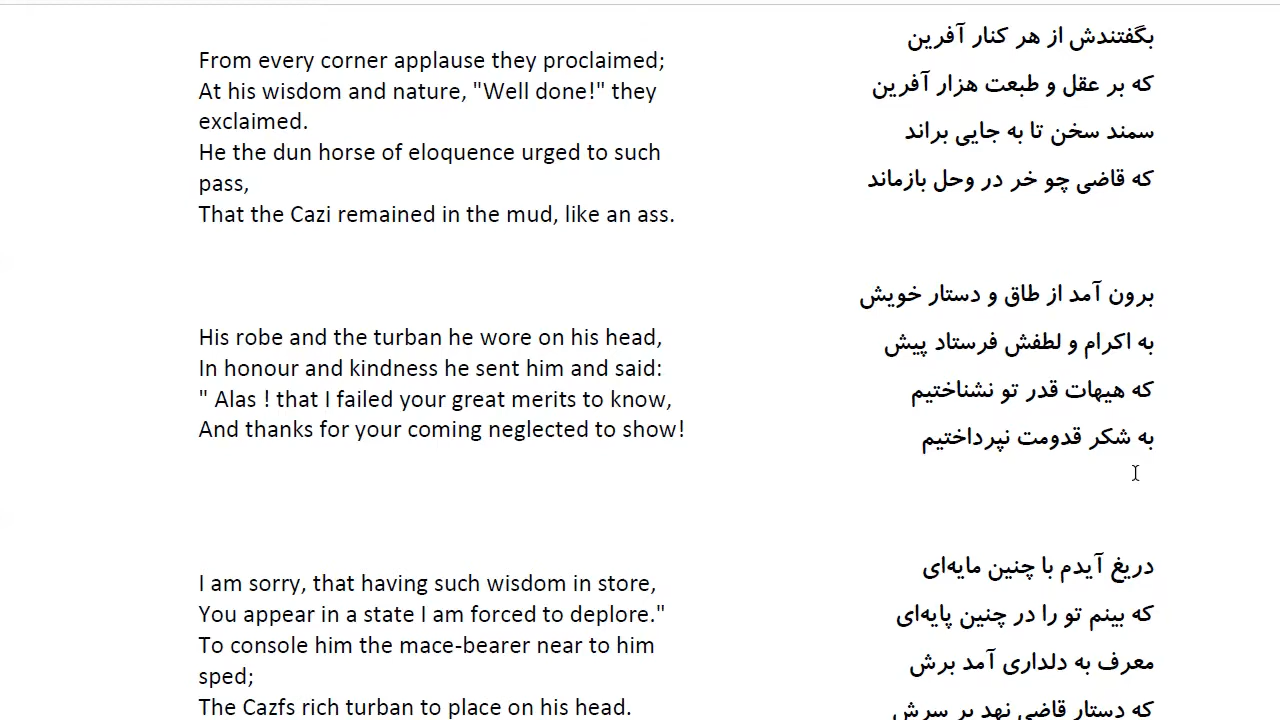 From every corner applause they proclaimed;
At his wisdom and nature, "Well done!" they
exclaimed.
He the dun horse of eloquence urged to such
pass,
That the Cazi remained in the mud, like an ass.
بگفتندش از هر کنار آفرین
که بر عقل و طبعت هزار آفرین
سمند سخن تا به جایی براند
که قاضی چو خر در وحل بازماند
His robe and the turban he wore on his head,
In honour and kindness he sent him and said:
" Alas ! that I failed your great merits to know,
And thanks for your coming neglected to show!
برون آمد از طاق و دستار خویش
به اکرام و لطفش فرستاد پیش
که هیهات قدر تو نشناختیم
به شکر قدومت نپرداختیم
I am sorry, that having such wisdom in store,
You appear in a state I am forced to deplore."
To console him the mace-bearer near to him
sped;
The Cazfs rich turban to place on his head.
دریغ آیدم با چنین مایه‌ای
که بینم تو را در چنین پایه‌ای
معرف به دلداری آمد برش
که دستار قاضی نهد بر سرش